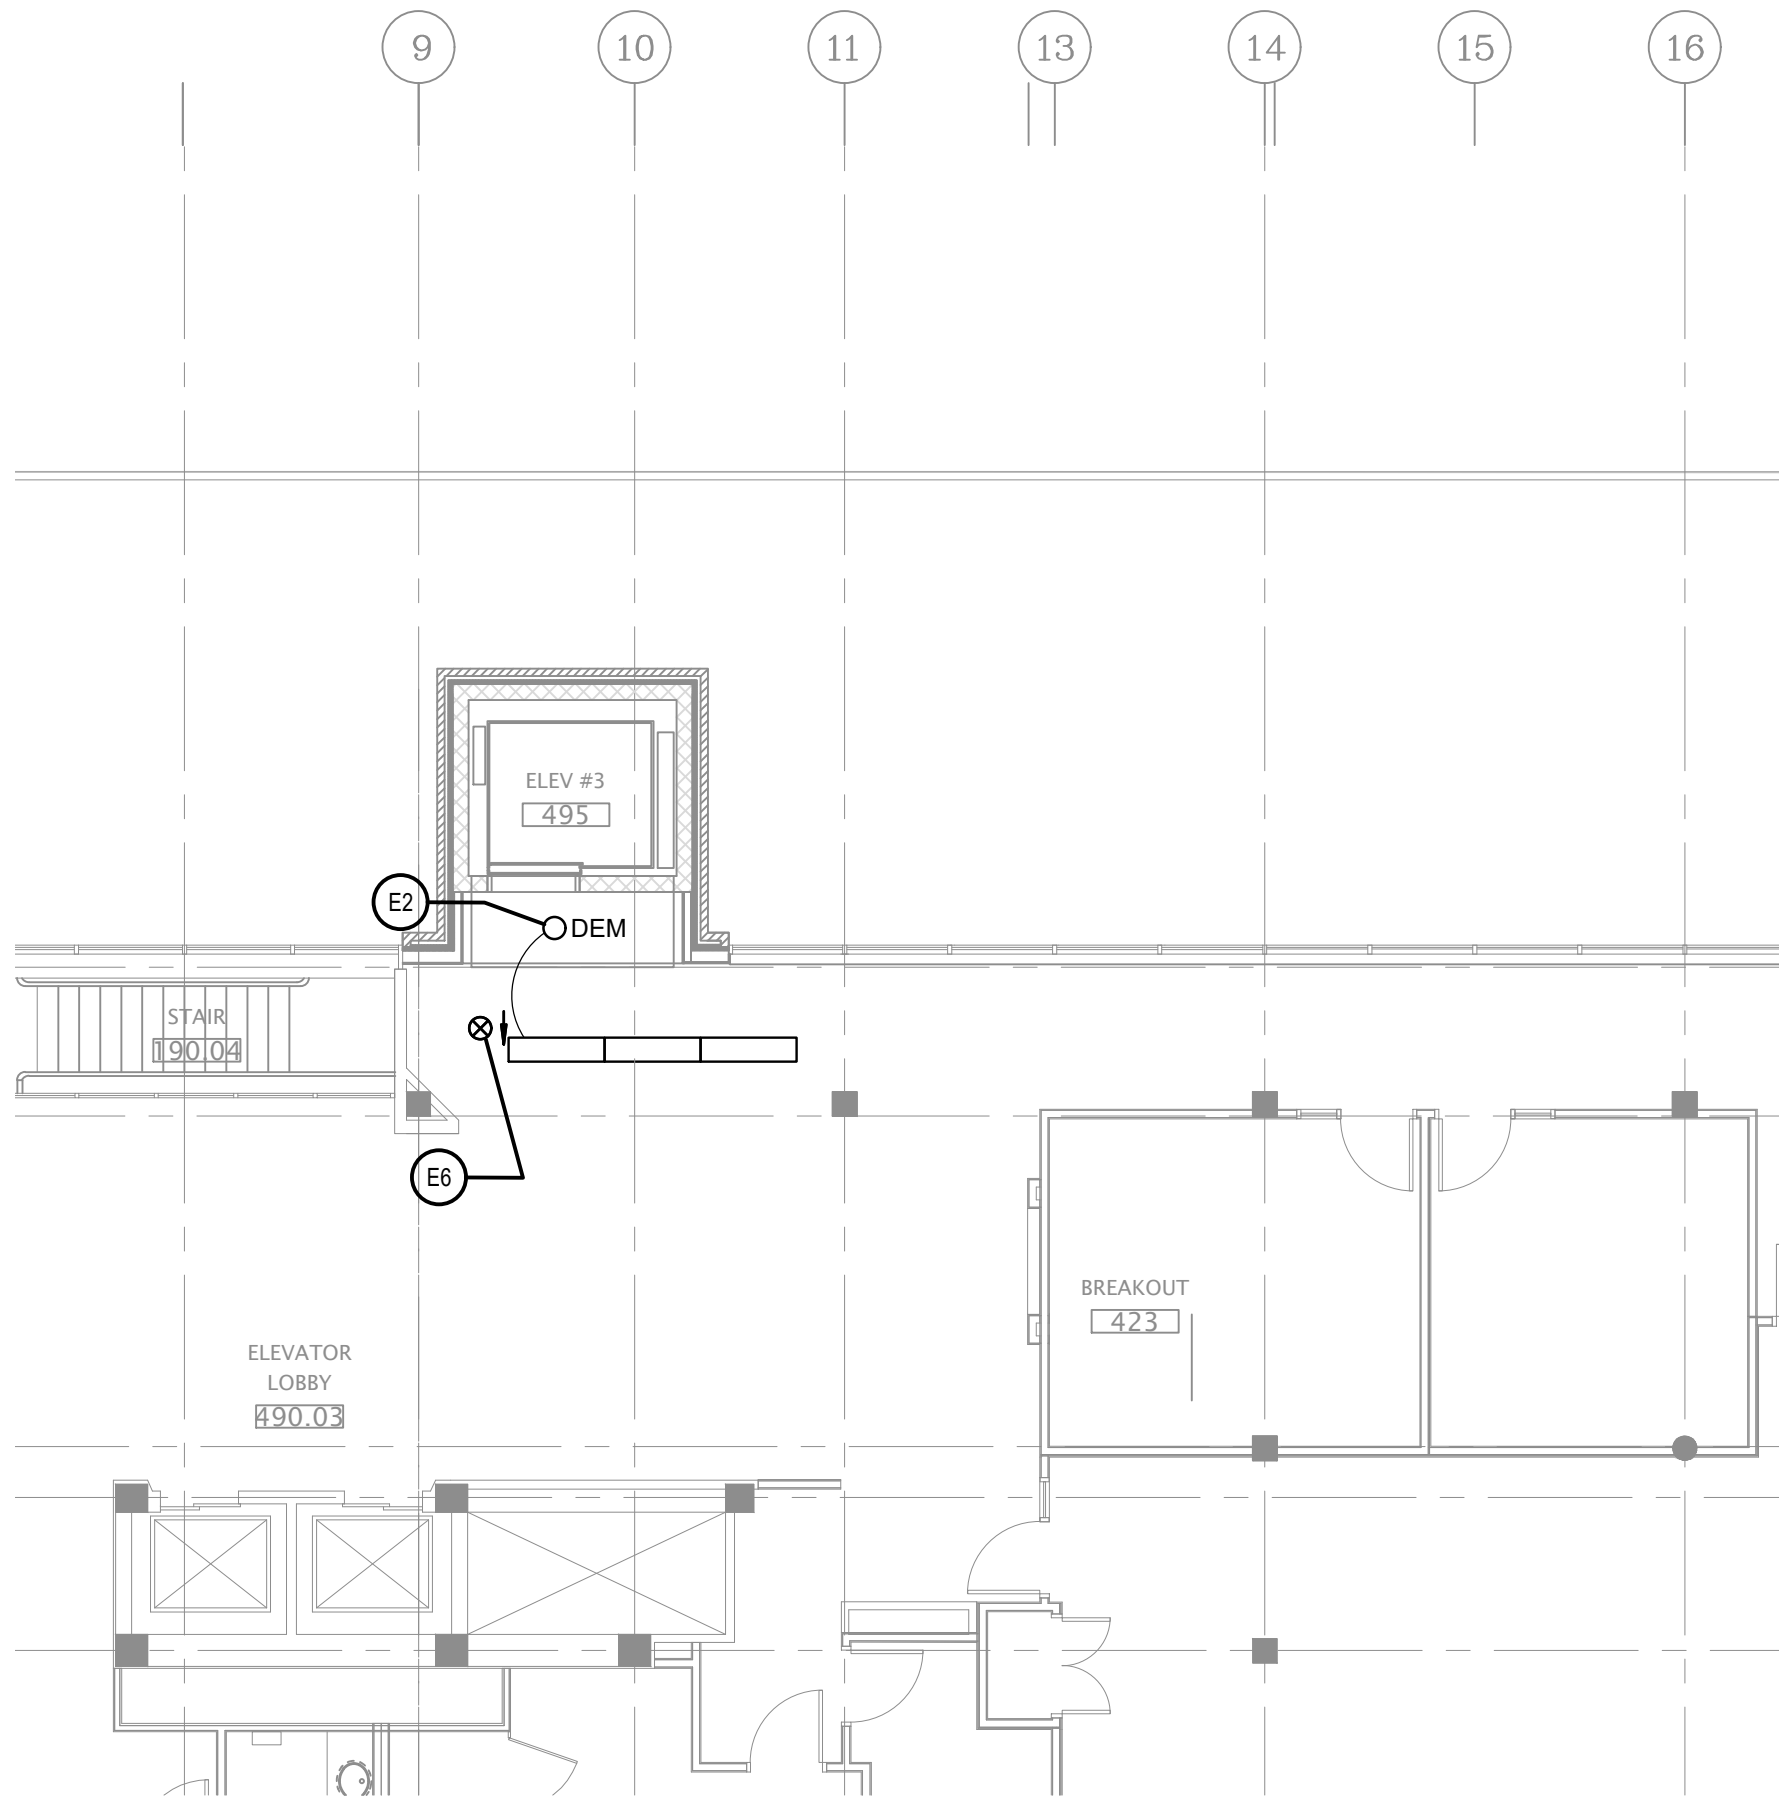 9 10 11 13 14 15 16
ELEV #3
495
E2
DEM
STAIR
190.04
E6
BREAKOUT
423
ELEVATOR
LOBBY
490.03